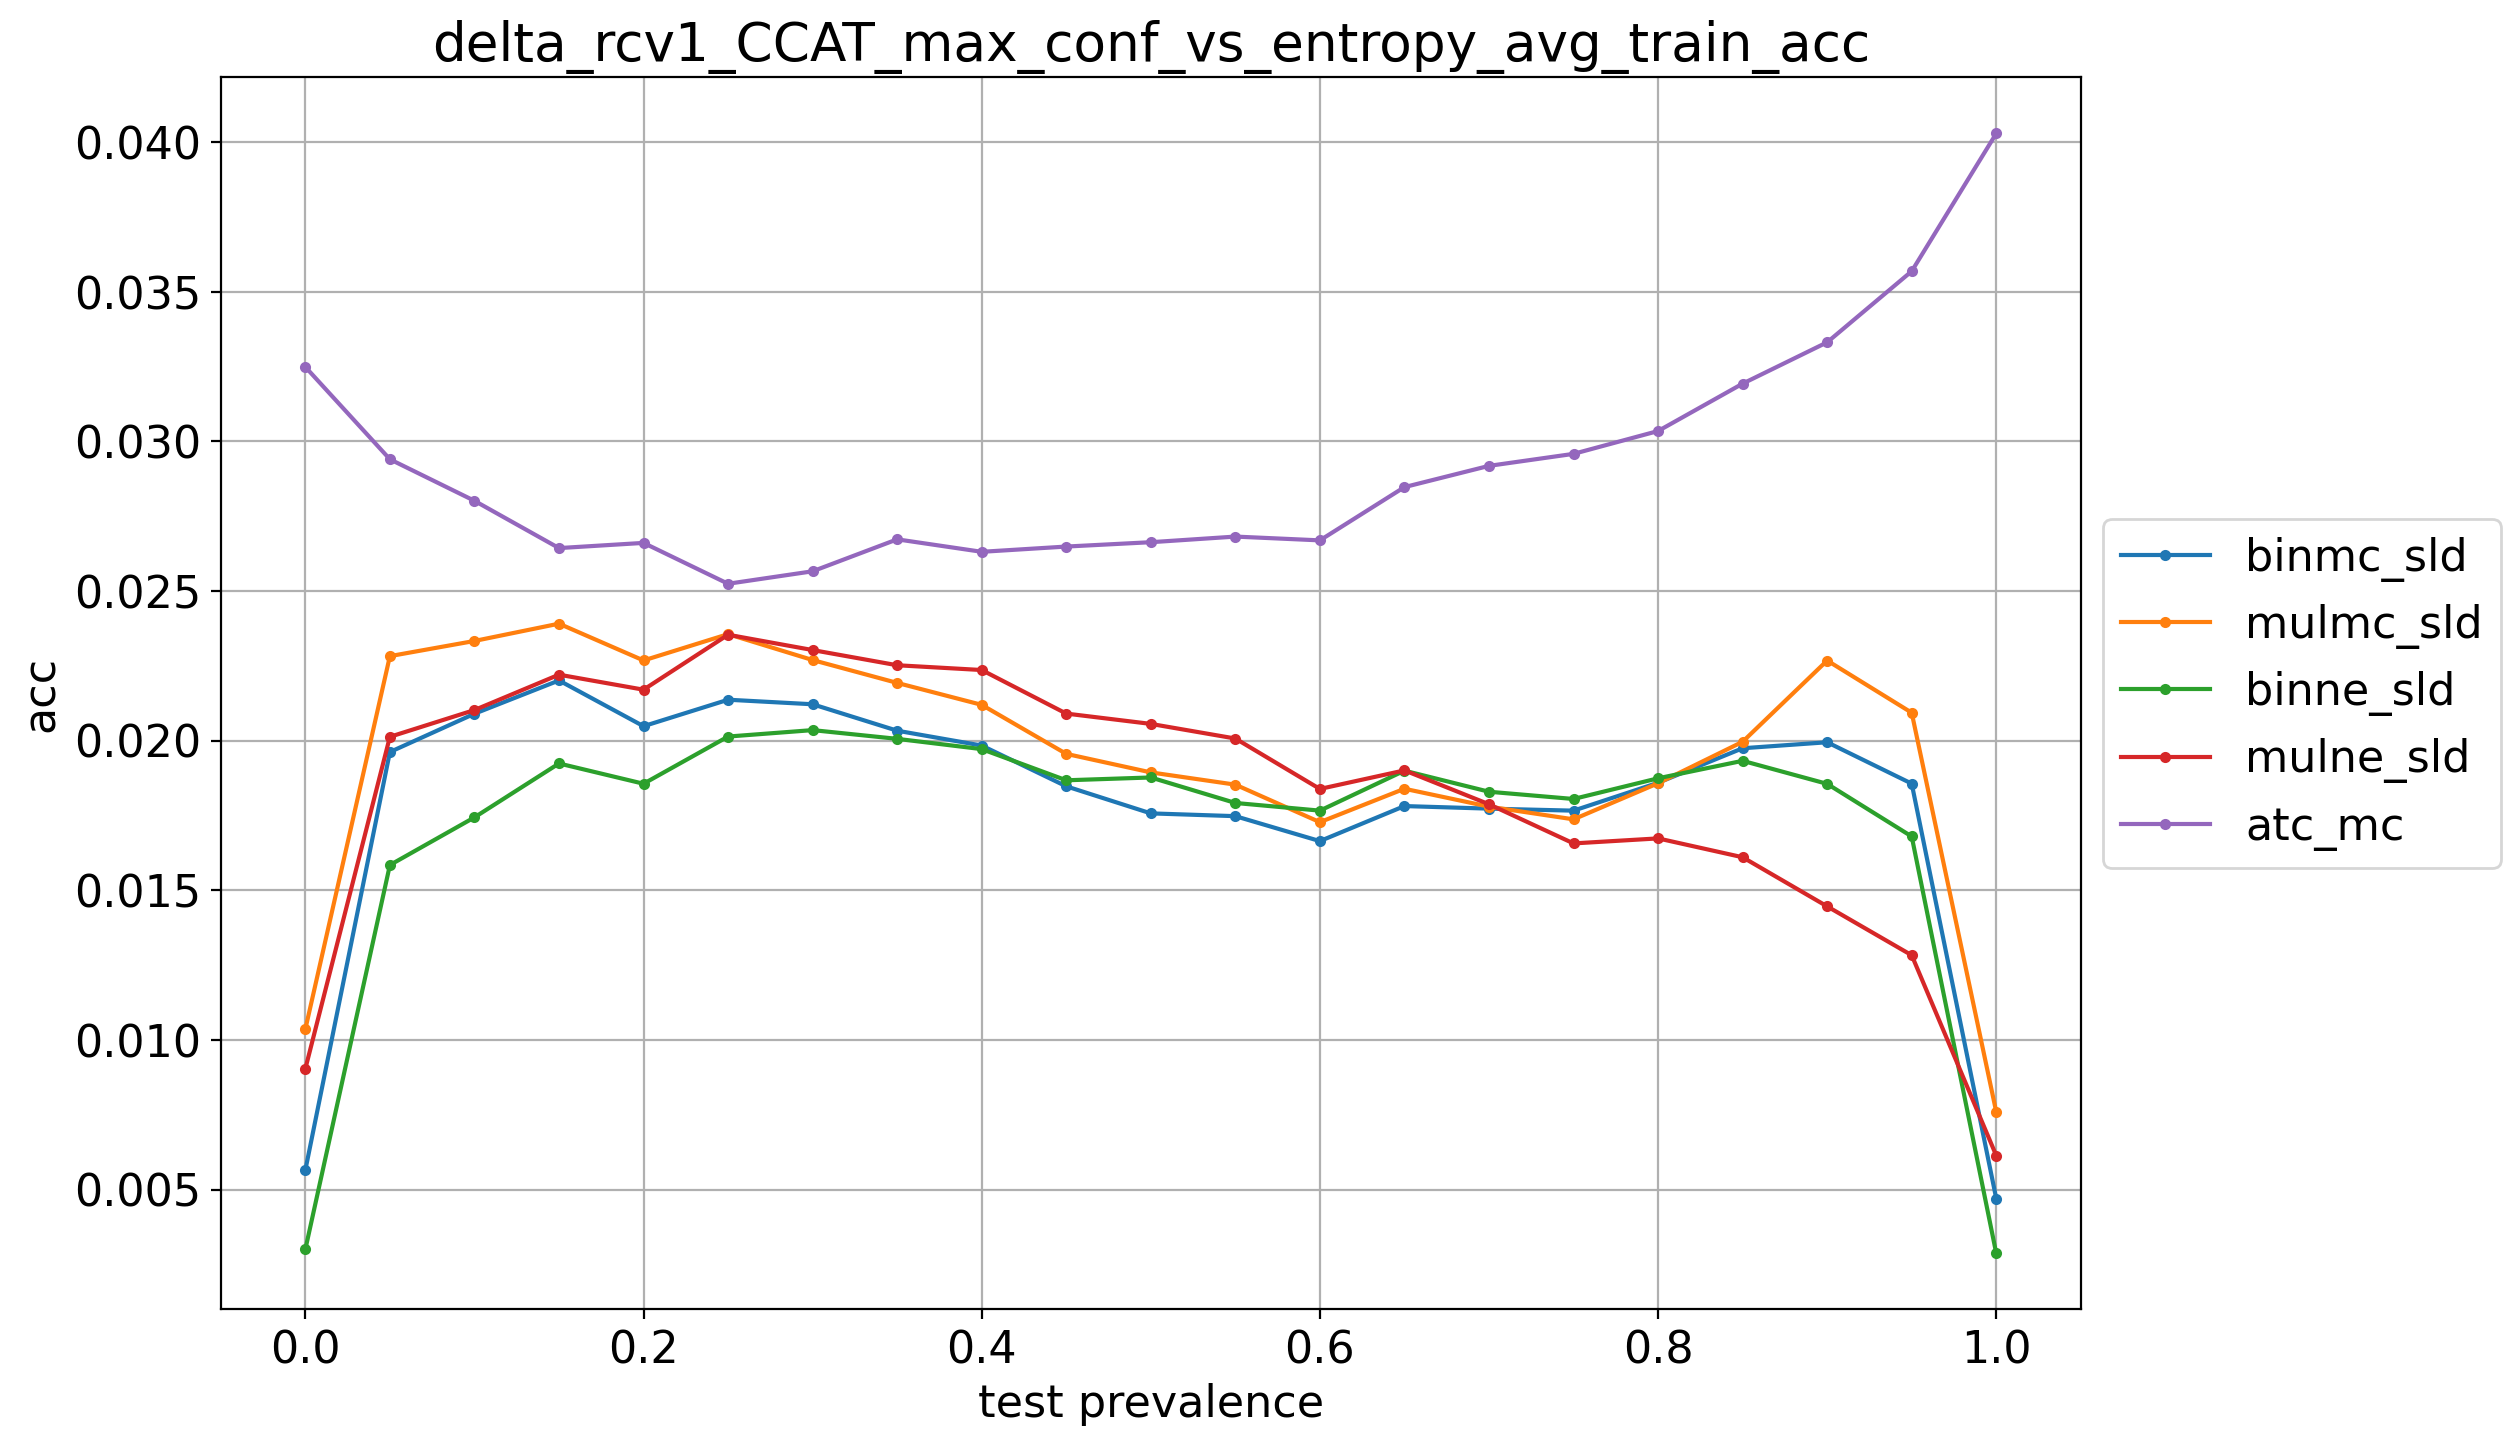 delta_rcv1_CCAT_max_conf_vs_entropy_avg_train_acc
0.040
0.035
0.030
0.025
0.020
0.015
0.010
0.005
acc
0.0 0.2 0.4 0.6 0.8 1.0
test prevalence
binmc_sld
mulmc_sld
binne_sld
mulne_sld
atc_mc